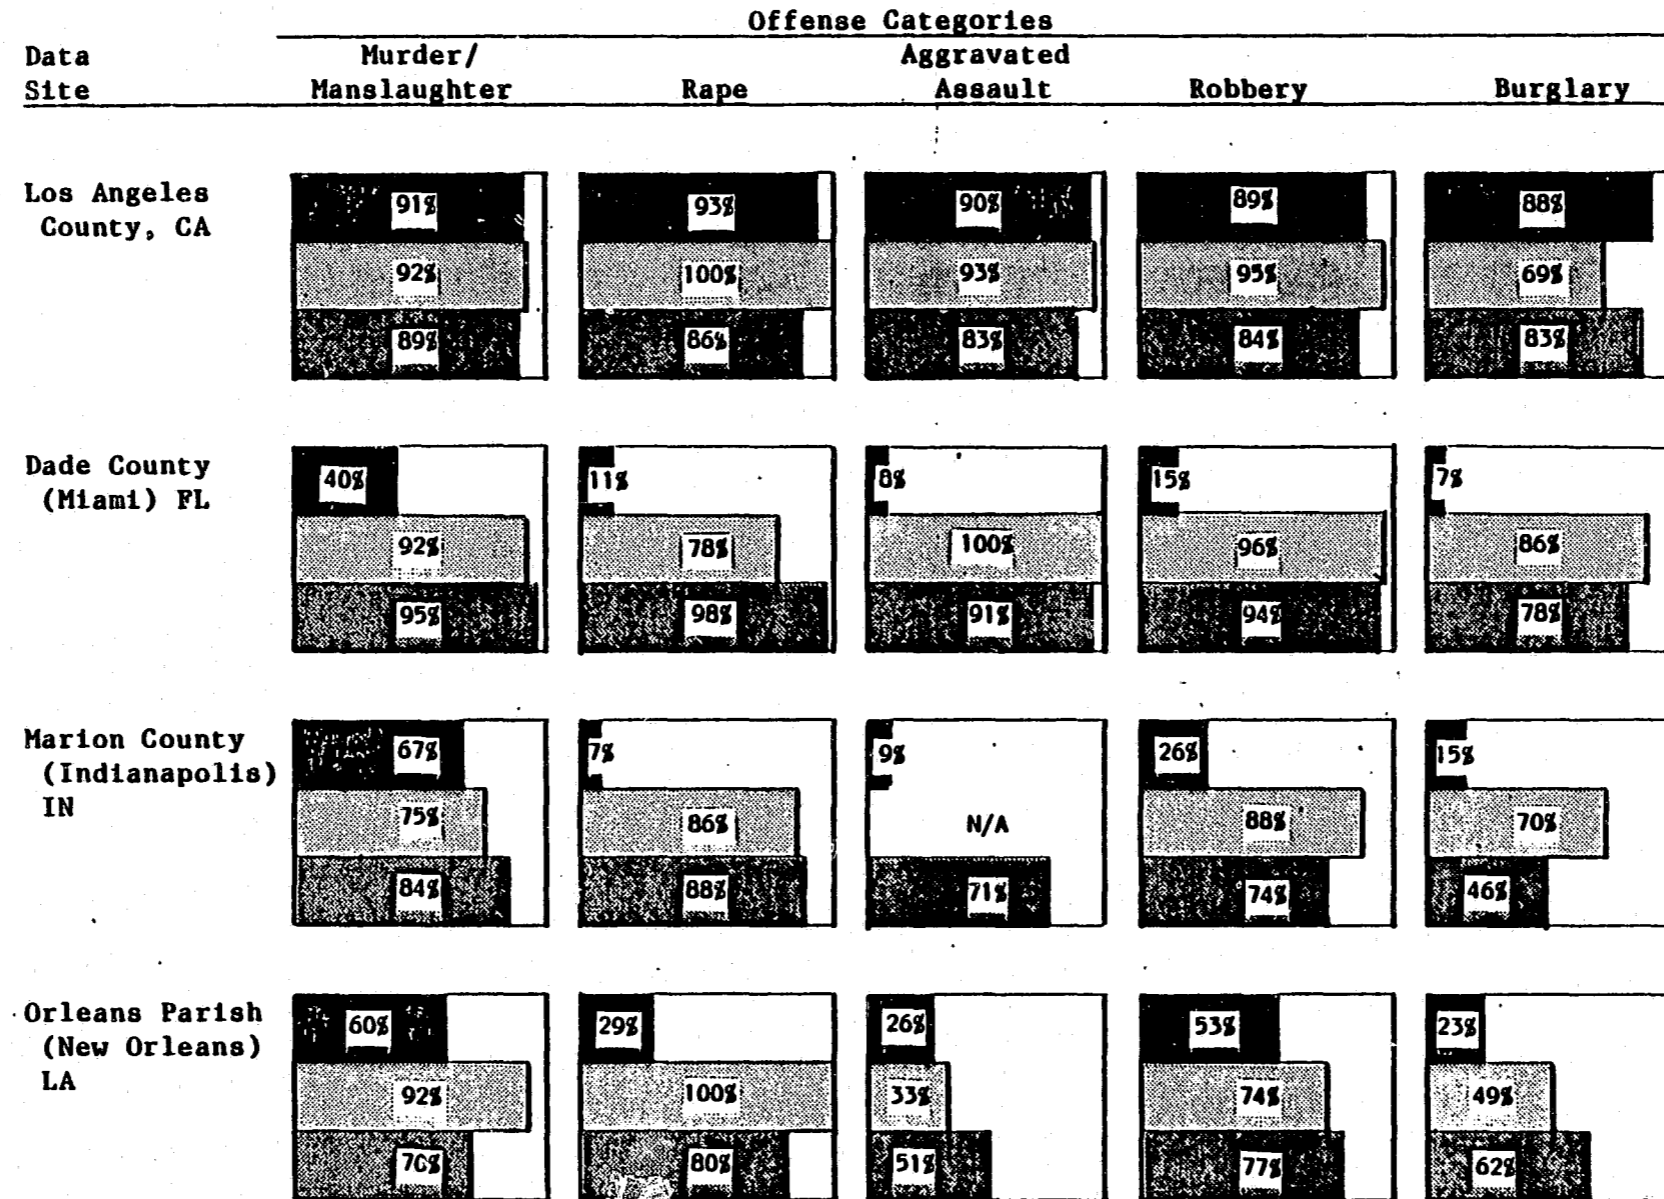 Offense Categories
Data Murder/ Aggravated
Site Manslaughter Rape Assault Robbery Burglary
Los Angeles
County, CA
91% 93% 90% 89% 88%
92% 100% 93% 95% 69%
89% 86% 83% 84% 83%
Dade County
(Miami) FL
40% 11% 8% 15% 7%
92% 78% 100% 96% 86%
95% 98% 91% 94% 78%
Marion County
(Indianapolis)
IN
67% 7% 9% 26% 15%
75% 86% N/A 88% 70%
84% 88% 71% 74% 46%
Orleans Parish
(New Orleans)
LA
60% 29% 26% 53% 23%
92% 100% 33% 74% 49%
70% 80% 51% 77% 62%